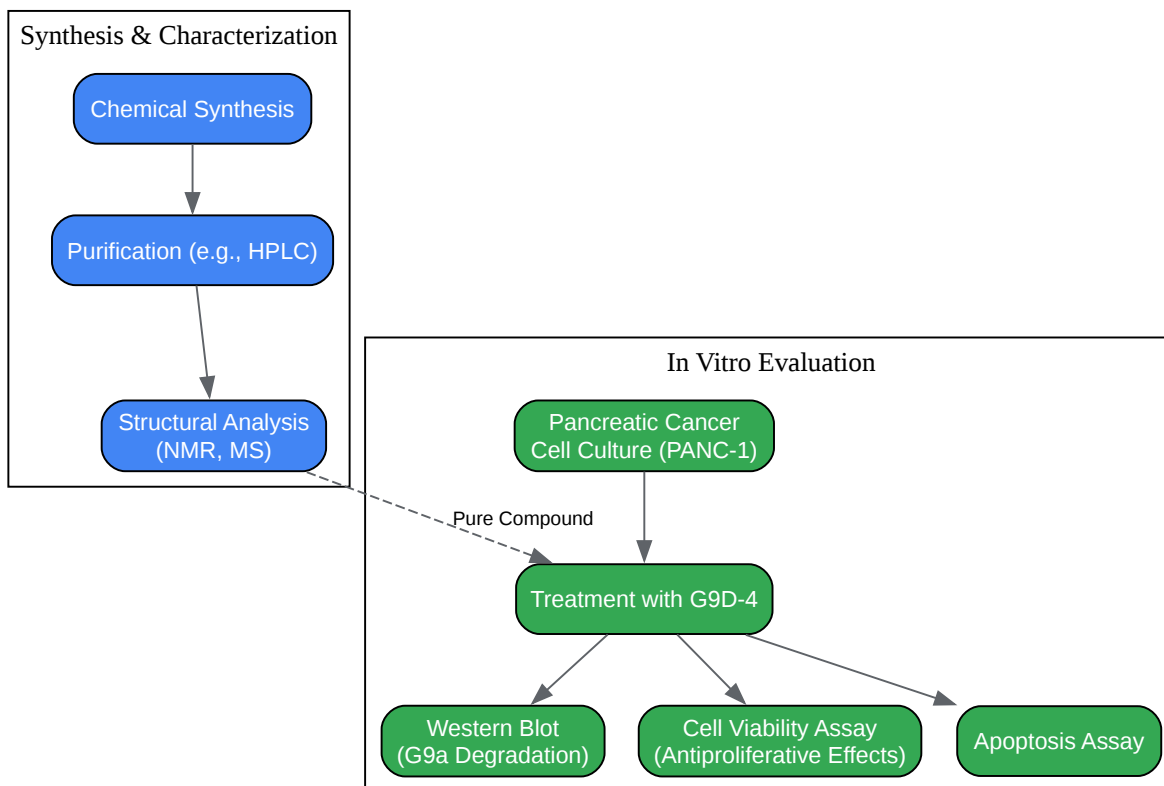 Synthesis & Characterization
Chemical Synthesis
Purification (e.g., HPLC)
Structural Analysis
(NMR, MS)
In Vitro Evaluation
Pancreatic Cancer
Cell Culture (PANC-1)
Pure Compound
Treatment with G9D-4
Western Blot
(G9a Degradation)
Cell Viability Assay
(Antiproliferative Effects)
Apoptosis Assay